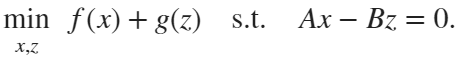 min f(x) + g(z) s.t. Ax − Bz = 0.
x,z